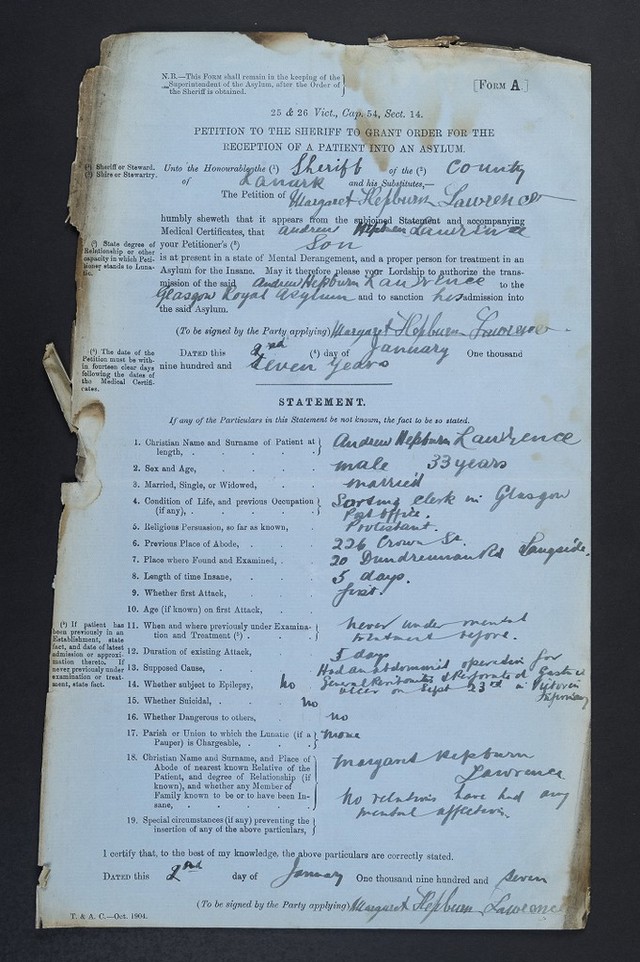 N.B.—This Form shall remain in the keeping of the
Superintendent of the Asylum, after the Order of
the Sheriff is obtained.
[Form A.]
25 & 26 Vict., Cap. 54, Sect. 14.
PETITION TO THE SHERIFF TO GRANT ORDER FOR THE
RECEPTION OF A PATIENT INTO AN ASYLUM.
(¹) Sheriff or Steward.
(²) Shire or Stewartry.
Unto the Honourable the (¹) Sheriff of the (²) County
of Lanark and his Substitutes,—
The Petition of Margaret Hepburn Lawrence
humbly sheweth that it appears from the subjoined Statement and accompanying
Medical Certificates, that Andrew Hepburn Lawrence
(³) State degree of
Relationship or other
capacity in which Peti-
tioner stands to Luna-
tic.
your Petitioner's (³) Son
is at present in a state of Mental Derangement, and a proper person for treatment in an
Asylum for the Insane. May it therefore please your Lordship to authorize the trans-
mission of the said Andrew Hepburn Lawrence to the
Glasgow Royal Asylum and to sanction his admission into
the said Asylum.
(To be signed by the Party applying) Margaret Hepburn Lawrence
(⁴) The date of the
Petition must be with-
in fourteen clear days
following the dates of
the Medical Certifi-
cates.
Dated this 2nd (⁴) day of January One thousand
nine hundred and seven years
STATEMENT.
If any of the Particulars in this Statement be not known, the fact to be so stated.
1. Christian Name and Surname of Patient at length, Andrew Hepburn Lawrence
2. Sex and Age, male 33 years
3. Married, Single, or Widowed, married
4. Condition of Life, and previous Occupation (if any), Sorting Clerk in Glasgow
Post office.
5. Religious Persuasion, so far as known, Protestant.
6. Previous Place of Abode, 226 Crown St.
7. Place where Found and Examined, 20 Dundrennan Rd Langside.
8. Length of time Insane, 5 days.
9. Whether first Attack, first.
10. Age (if known) on first Attack,
(⁵) If patient has
been previously in an
Establishment, state
fact, and date of latest
admission or approxi-
mation thereto. If
never previously under
examination or treat-
ment, state fact.
11. When and where previously under Examina-
tion and Treatment (⁵) never under mental
treatment before.
12. Duration of existing Attack, 5 days
13. Supposed Cause, Had an abdominal operation for
General Peritonitis & Perforated Gastric
ulcer on Sept 23rd in Victoria
Infirmary
14. Whether subject to Epilepsy, No
15. Whether Suicidal, No
16. Whether Dangerous to others, no
17. Parish or Union to which the Lunatic (if a
Pauper) is Chargeable, none
18. Christian Name and Surname, and Place of
Abode of nearest known Relative of the
Patient, and degree of Relationship (if
known), and whether any Member of
Family known to be or to have been In-
sane,
Margaret Hepburn
Lawrence
No relatives have had any
mental affection.
19. Special circumstances (if any) preventing the
insertion of any of the above particulars,
I certify that, to the best of my knowledge, the above particulars are correctly stated.
Dated this 2nd day of January One thousand nine hundred and seven
(To be signed by the Party applying) Margaret Hepburn Lawrence
T. & A. C.—Oct. 1904.